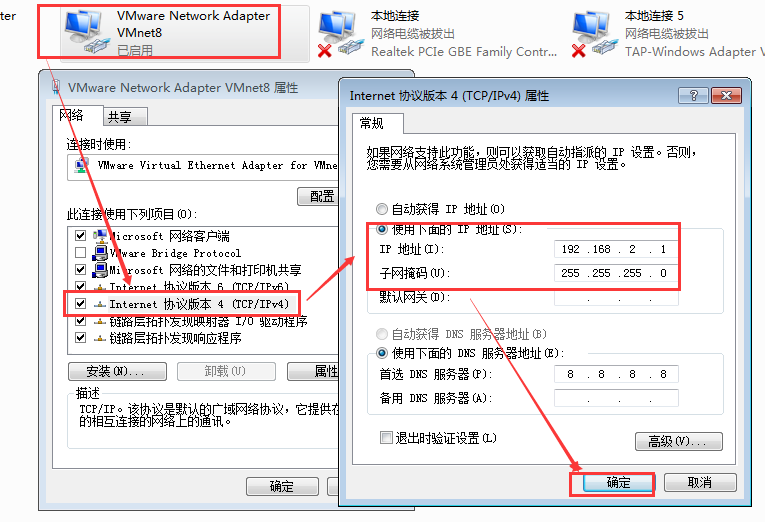 ter
VMware Network Adapter
VMnet8
已启用
本地连接
网络电缆被拔出
Realtek PCIe GBE Family Contr...
本地连接 5
网络电缆被拔出
TAP-Windows Adapter V
VMware Network Adapter VMnet8 属性
网络
共享
连接时使用:
VMware Virtual Ethernet Adapter for VMne
配置
此连接使用下列项目(O):
Microsoft 网络客户端
VMware Bridge Protocol
Microsoft 网络的文件和打印机共享
Internet 协议版本 6 (TCP/IPv6)
Internet 协议版本 4 (TCP/IPv4)
链路层拓扑发现映射器 I/O 驱动程序
链路层拓扑发现响应程序
安装(N)...
卸载(U)
属性
描述
TCP/IP。该协议是默认的广域网络协议，它提供在
的相互连接的网络上的通讯。
确定
Internet 协议版本 4 (TCP/IPv4) 属性
常规
如果网络支持此功能，则可以获取自动指派的 IP 设置。否则，
您需要从网络系统管理员处获得适当的 IP 设置。
自动获得 IP 地址(O)
使用下面的 IP 地址(S):
IP 地址(I):
192 .168 . 2 . 1
子网掩码(U):
255 .255 .255 . 0
默认网关(D):
. . .
自动获得 DNS 服务器地址(B)
使用下面的 DNS 服务器地址(E):
首选 DNS 服务器(P):
8 . 8 . 8 . 8
备用 DNS 服务器(A):
. . .
退出时验证设置(L)
高级(V)...
确定
取消